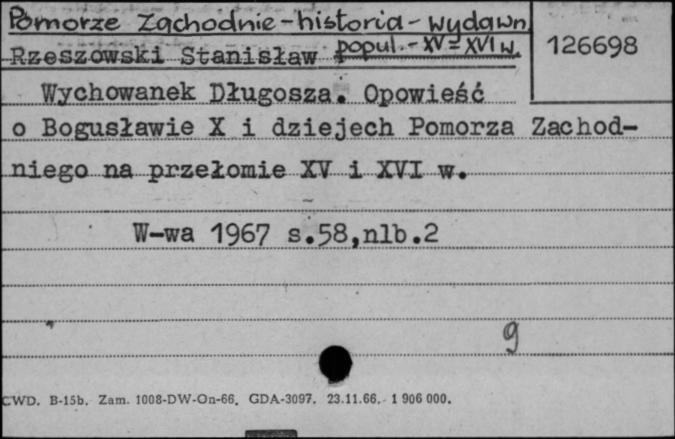 Pomorze Zachodnie - historia - wydawn.
popul. - XV - XVI w.
126698
Rzeszowski Stanisław
Wychowanek Długosza. Opowieść
o Bogusławie X i dziejech Pomorza Zachod-
niego na przełomie XV i XVI w.
W-wa 1967 s.58,nlb.2
9
CWD. B-15b. Zam. 1008-DW-On-66. GDA-3097. 23.11.66. 1 906 000.